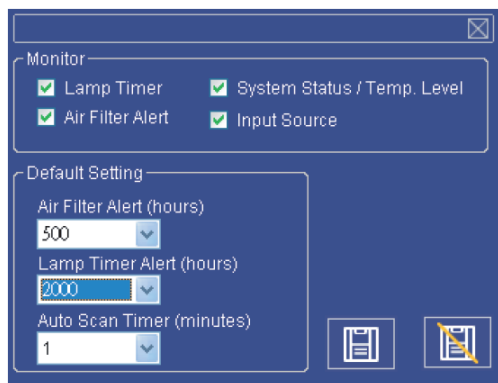 Monitor
Lamp Timer
System Status / Temp. Level
Air Filter Alert
Input Source
Default Setting
Air Filter Alert (hours)
500
Lamp Timer Alert (hours)
2000
Auto Scan Timer (minutes)
1